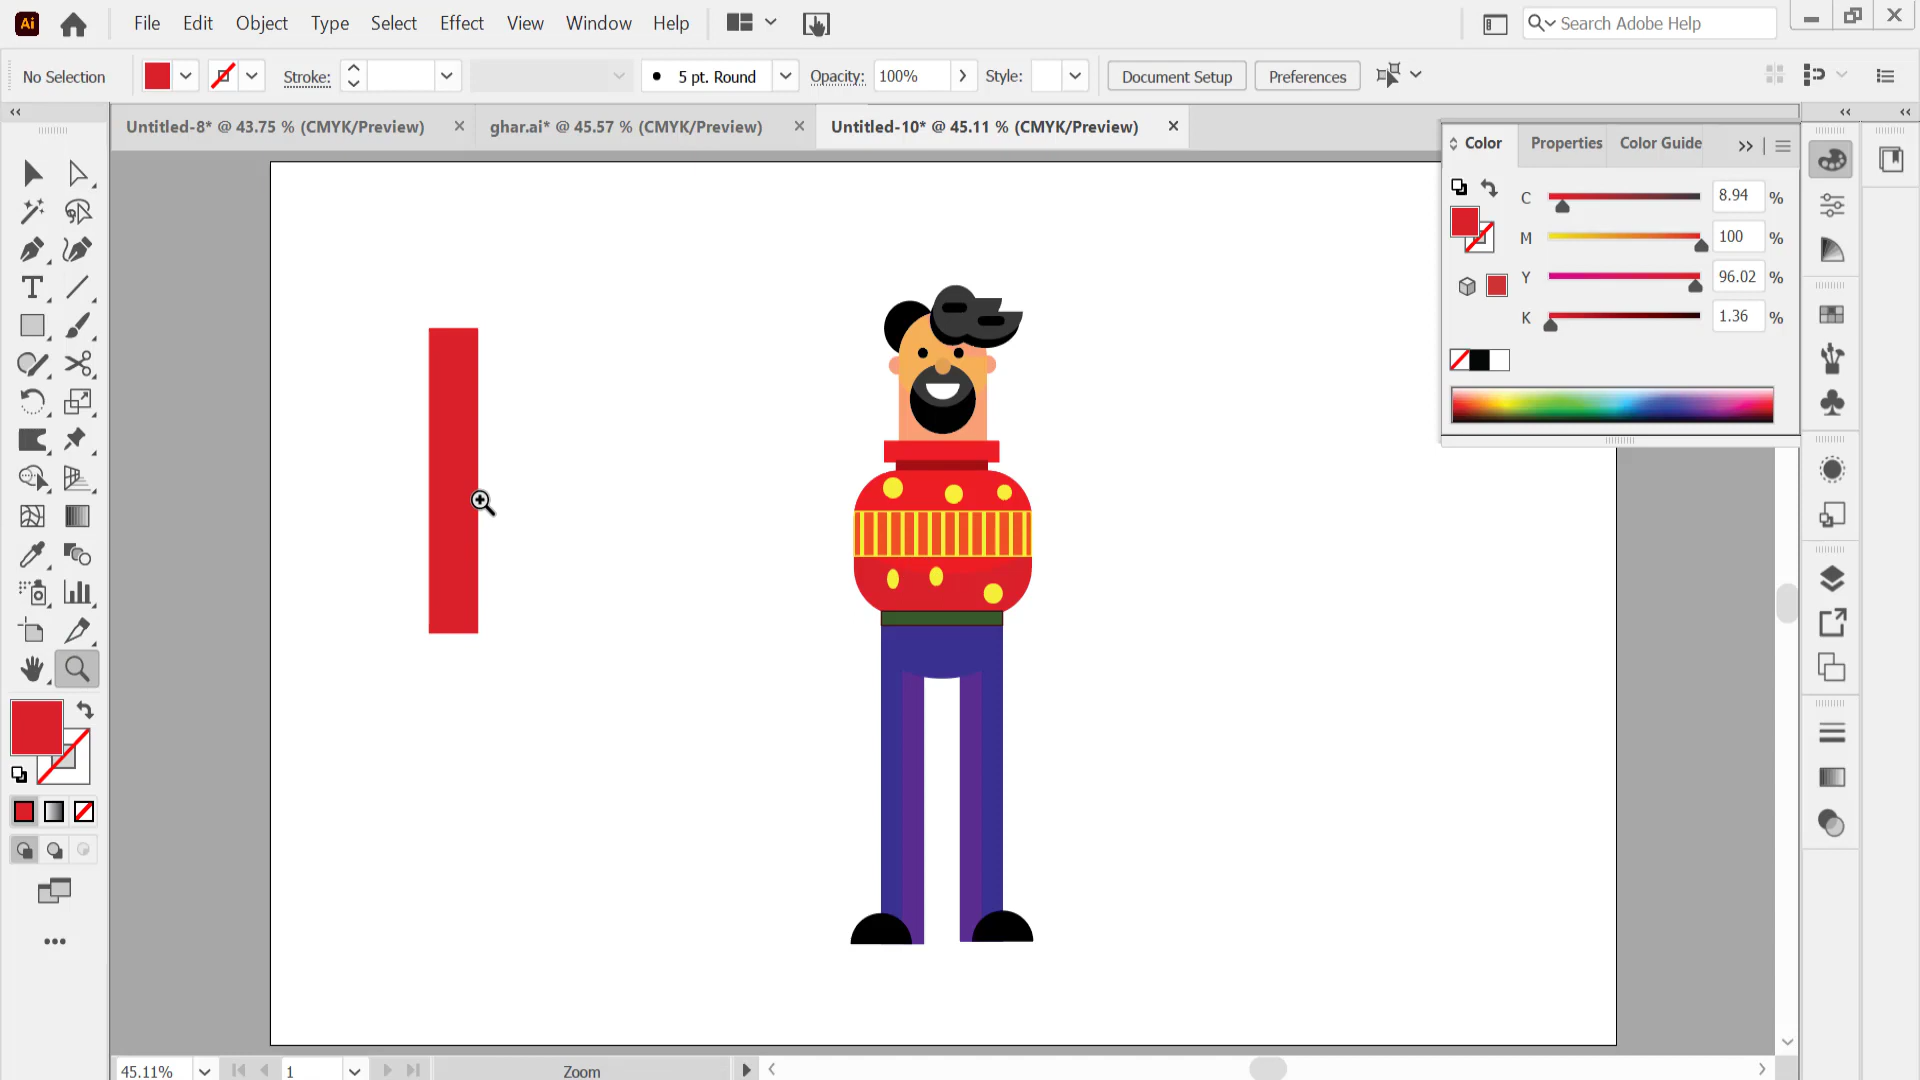 Ai File Edit Object Type Select Effect View Window Help Search Adobe Help
No Selection Stroke: 5 pt. Round Opacity: 100% Style: Document Setup Preferences
Untitled-8* @ 43.75 % (CMYK/Preview) ghar.ai* @ 45.57 % (CMYK/Preview) Untitled-10* @ 45.11 % (CMYK/Preview)
Color Properties Color Guide
C 8.94 %
M 100 %
Y 96.02 %
K 1.36 %
45.11% 1 Zoom